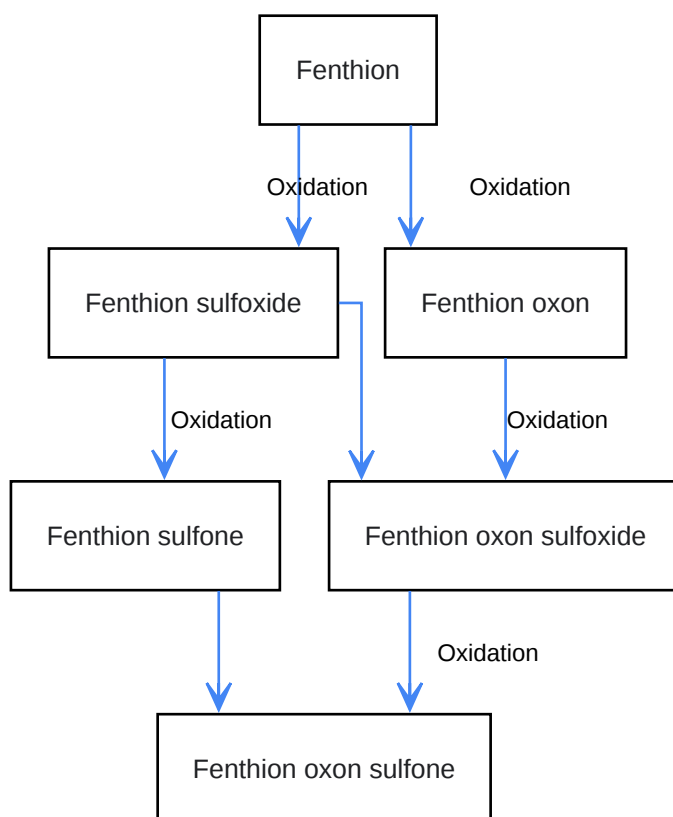 Fenthion
Oxidation
Oxidation
Fenthion sulfoxide
Fenthion oxon
Oxidation
Oxidation
Fenthion sulfone
Fenthion oxon sulfoxide
Oxidation
Fenthion oxon sulfone